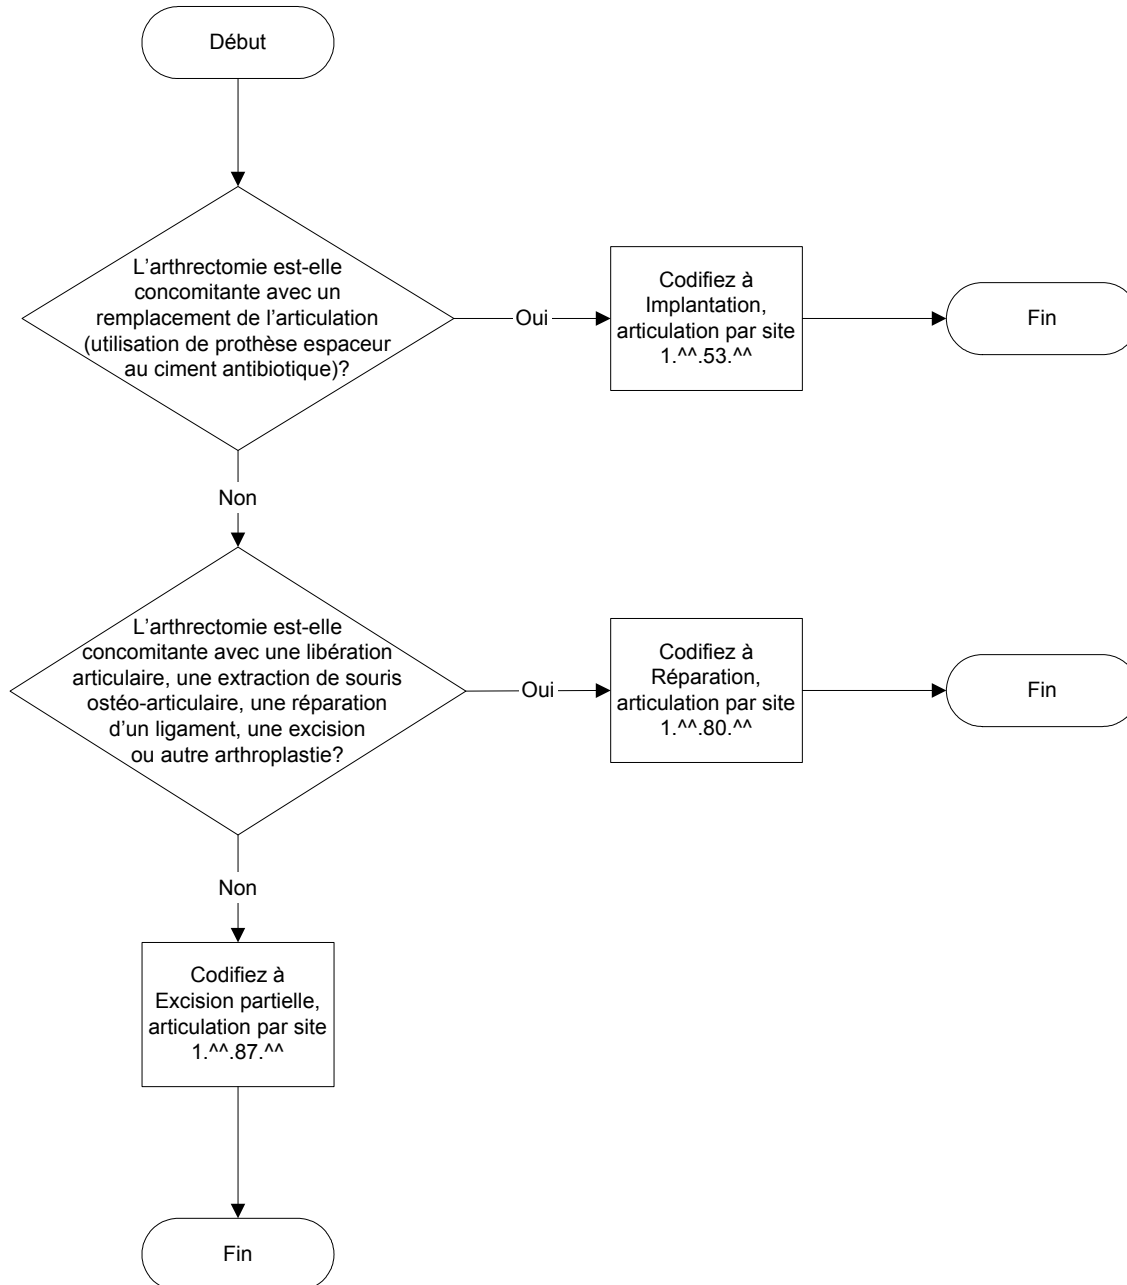 Début
L’arthrectomie est-elle
concomitante avec un
remplacement de l’articulation
(utilisation de prothèse espaceur
au ciment antibiotique)?
Oui
Codifiez à
Implantation,
articulation par site
1.^^.53.^^
Fin
Non
L’arthrectomie est-elle
concomitante avec une libération
articulaire, une extraction de souris
ostéo-articulaire, une réparation
d’un ligament, une excision
ou autre arthroplastie?
Oui
Codifiez à
Réparation,
articulation par site
1.^^.80.^^
Fin
Non
Codifiez à
Excision partielle,
articulation par site
1.^^.87.^^
Fin